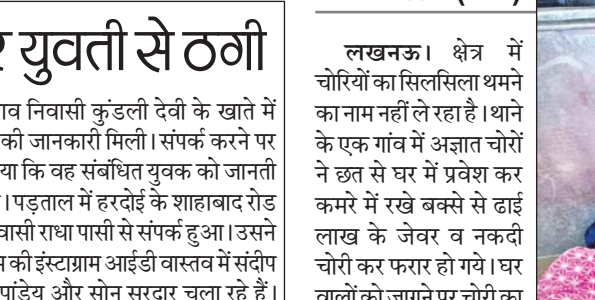 युवती से ठगी
निवासी कुंडली देवी के खाते में
की जानकारी मिली। संपर्क करने पर
कि वह संबंधित युवक को जानती
। पड़ताल में हरदोई के शाहाबाद रोड
राधा पासी से संपर्क हुआ। उसने
की इंस्टाग्राम आईडी वास्तव में संदीप
पांडेय और सोनू सरदार चला रहे हैं।
लखनऊ। क्षेत्र में
चोरियों का सिलसिला थमने
का नाम नहीं ले रहा है। थाने
के एक गांव में अज्ञात चोरों
ने छत से घर में प्रवेश कर
कमरे में रखे बक्से से ढाई
लाख के जेवर व नकदी
चोरी कर फरार हो गये। घर
वालों को जागने पर चोरी का